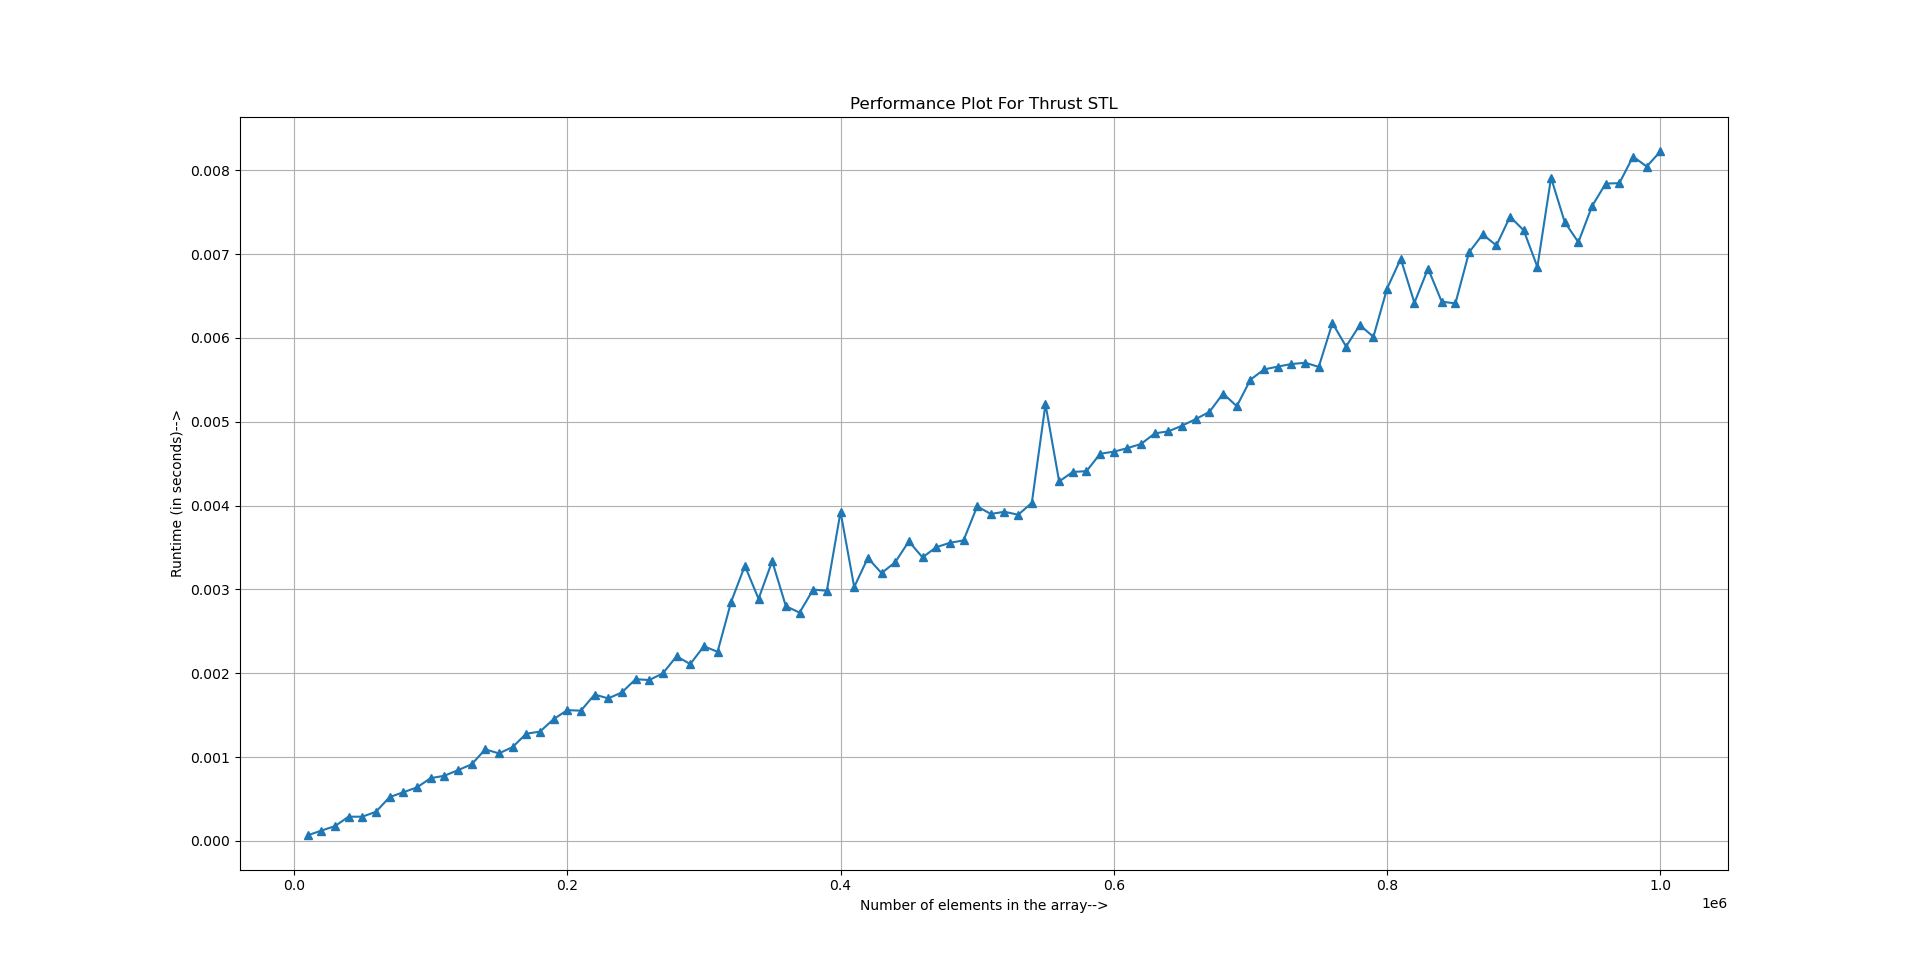 Performance Plot For Thrust STL
Runtime (in seconds)-->
0.008
0.007
0.006
0.005
0.004
0.003
0.002
0.001
0.000
0.0 0.2 0.4 0.6 0.8 1.0
Number of elements in the array-->
1e6